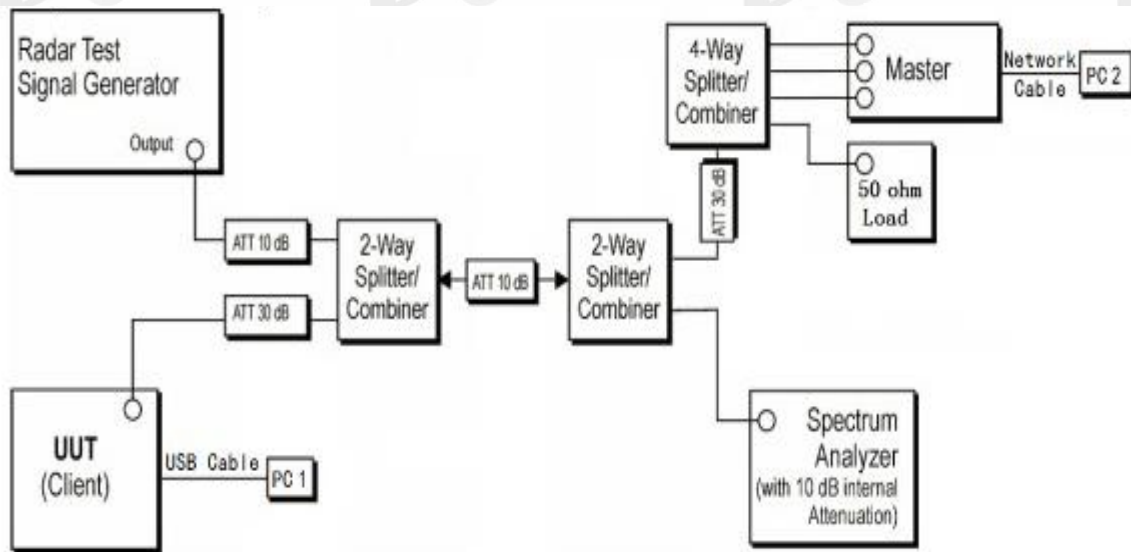 Radar Test
Signal Generator
Output
ATT 10 dB
ATT 30 dB
2-Way
Splitter/
Combiner
ATT 10 dB
2-Way
Splitter/
Combiner
ATT 30 dB
4-Way
Splitter/
Combiner
Master
Network
Cable
PC 2
50 ohm
Load
UUT
(Client)
USB Cable
PC 1
Spectrum
Analyzer
(with 10 dB internal
Attenuation)